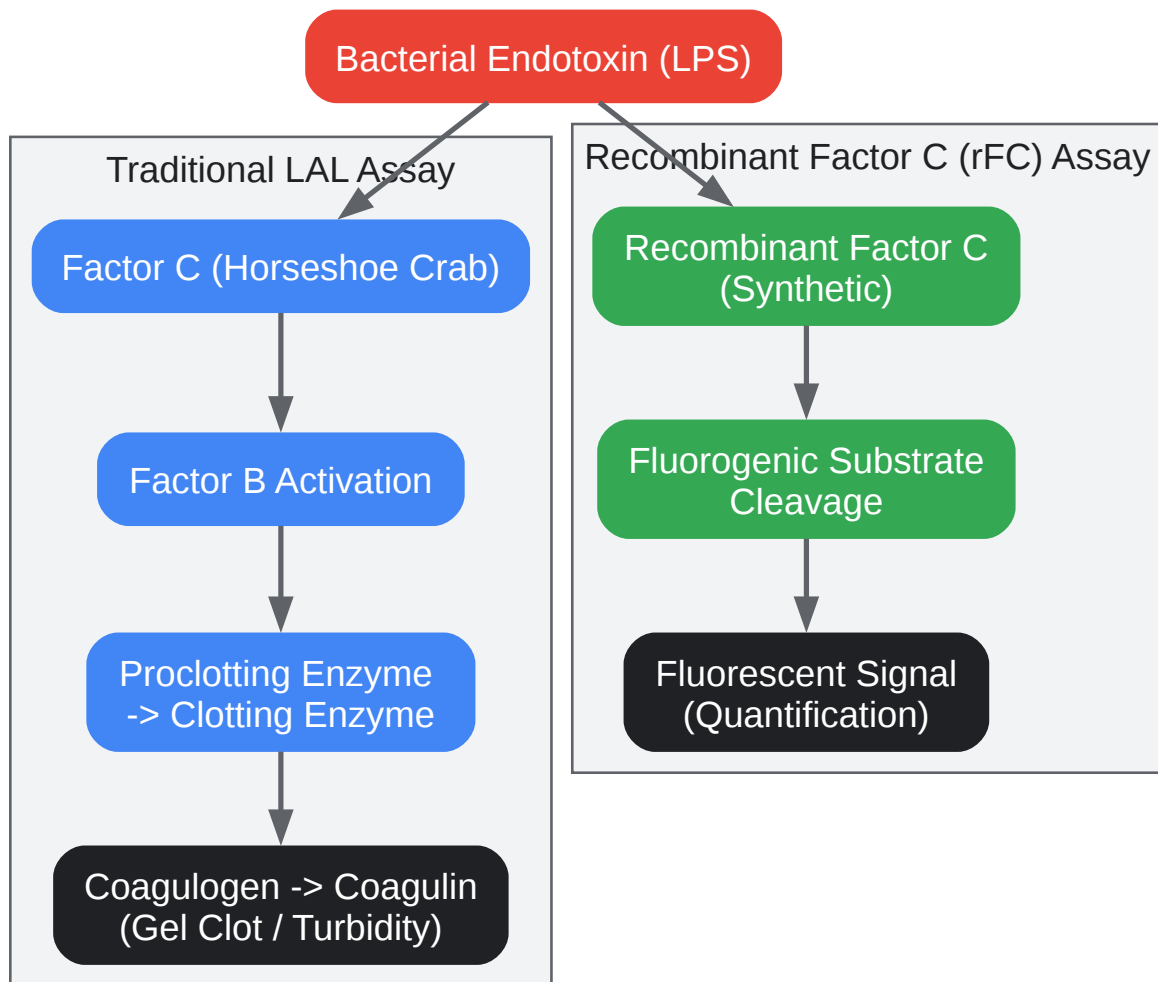 Bacterial Endotoxin (LPS)
Traditional LAL Assay
Factor C (Horseshoe Crab)
Factor B Activation
Proclotting Enzyme
-> Clotting Enzyme
Coagulogen -> Coagulin
(Gel Clot / Turbidity)
Recombinant Factor C (rFC) Assay
Recombinant Factor C
(Synthetic)
Fluorogenic Substrate
Cleavage
Fluorescent Signal
(Quantification)